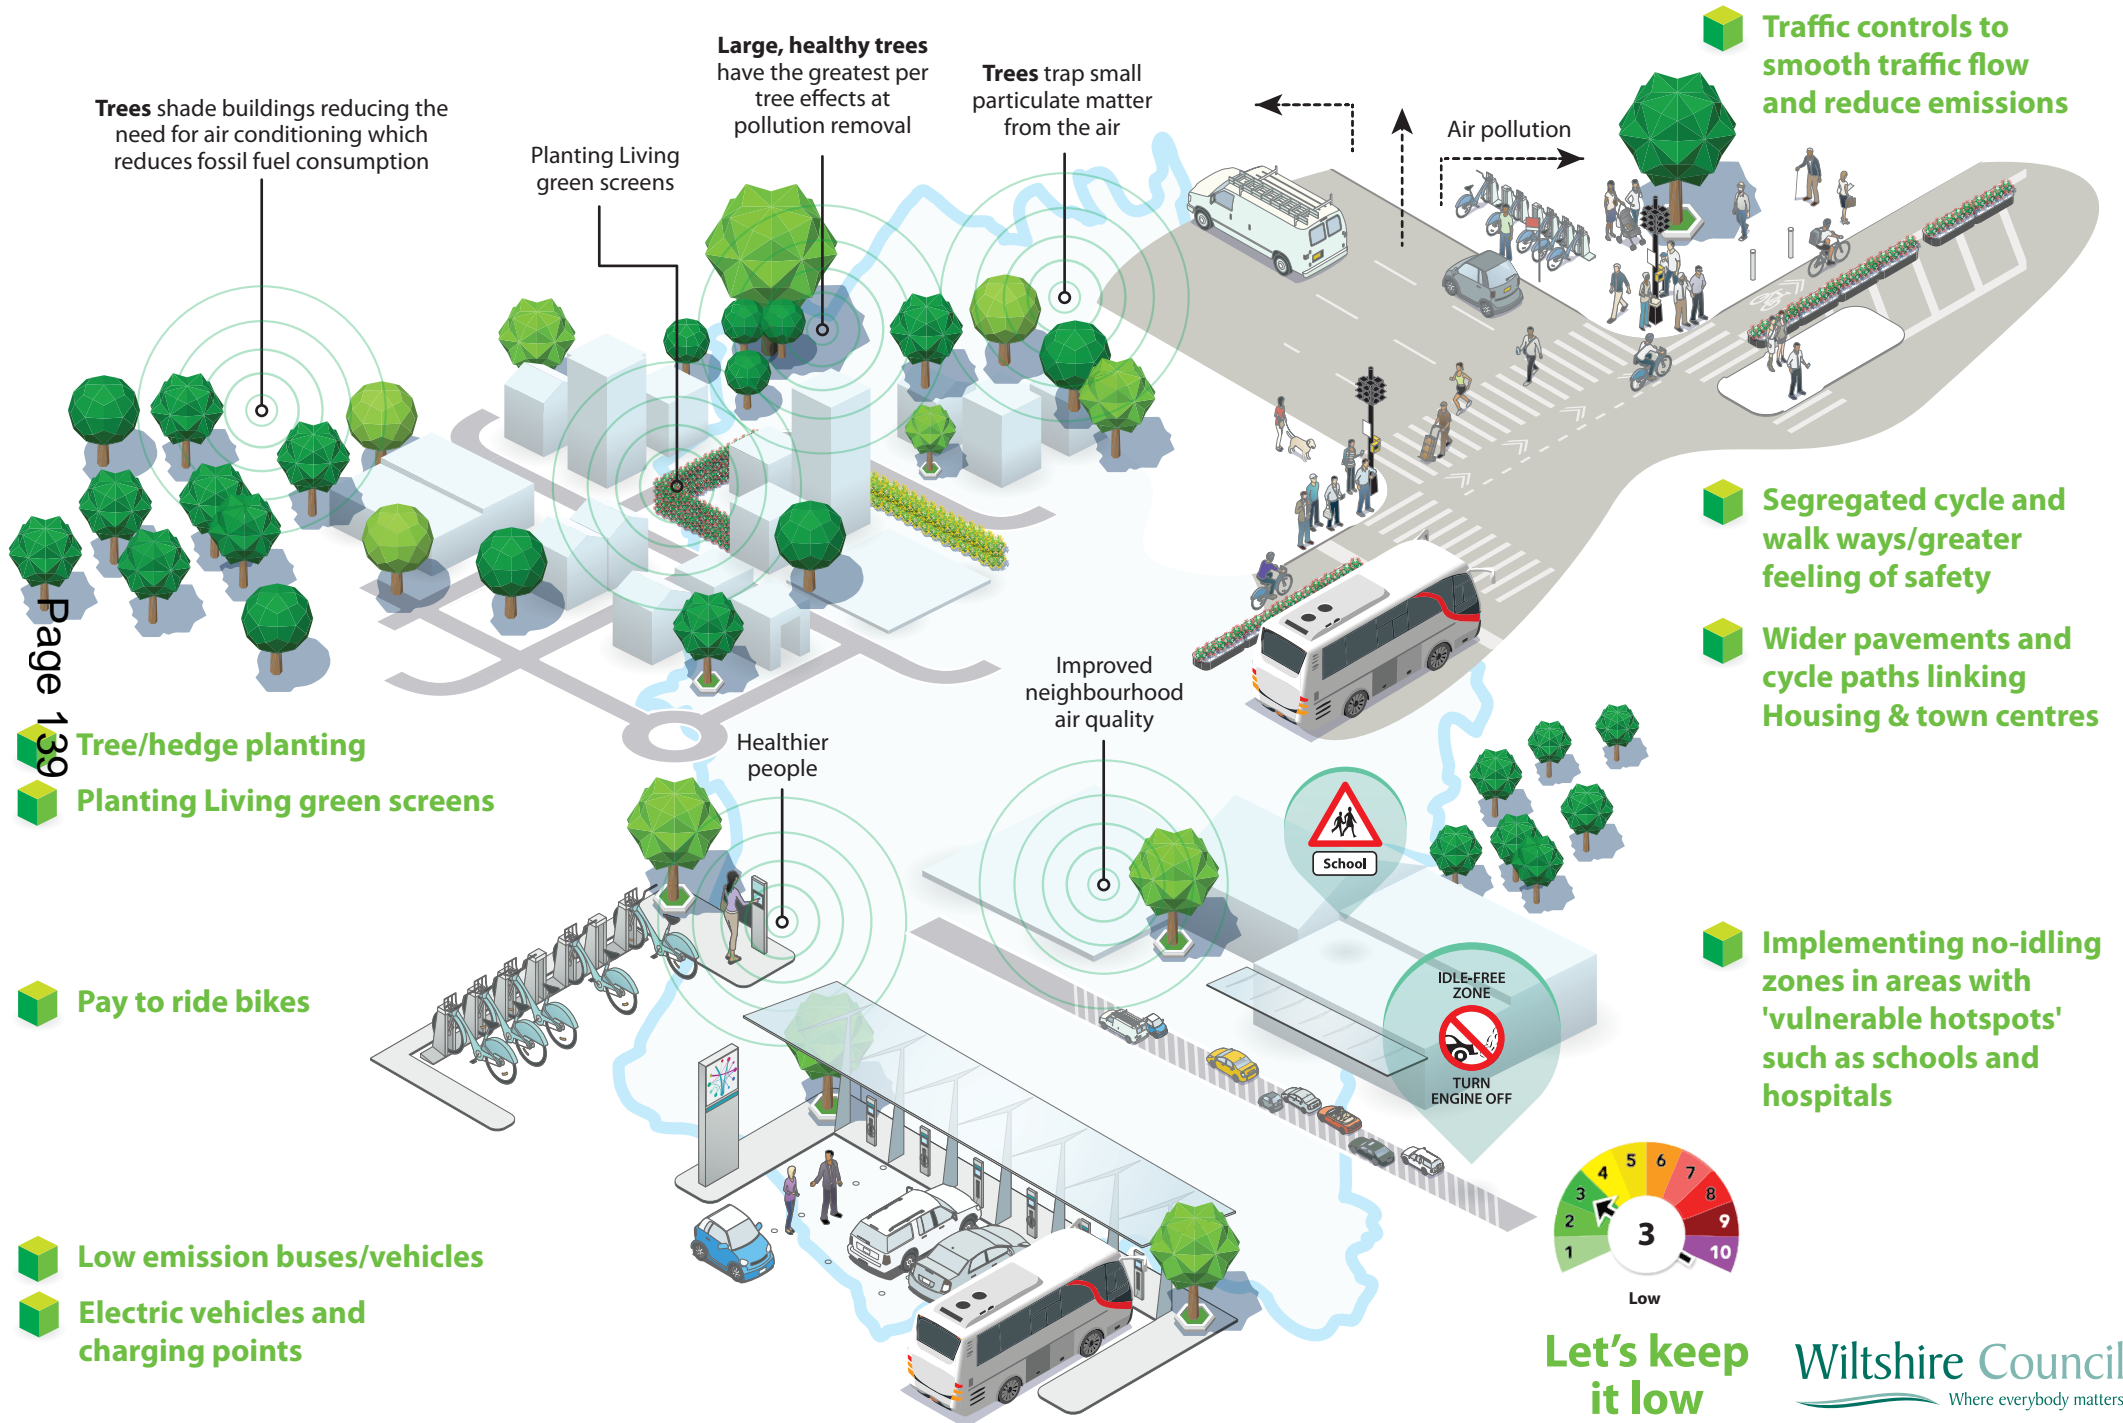 Trees shade buildings reducing the
need for air conditioning which
reduces fossil fuel consumption
Planting Living
green screens
Large, healthy trees
have the greatest per
tree effects at
pollution removal
Trees trap small
particulate matter
from the air
Air pollution
Traffic controls to
smooth traffic flow
and reduce emissions
Segregated cycle and
walk ways/greater
feeling of safety
Wider pavements and
cycle paths linking
Housing & town centres
Page 139
Tree/hedge planting
Planting Living green screens
Healthier
people
Improved
neighbourhood
air quality
School
IDLE-FREE
ZONE
TURN
ENGINE OFF
Implementing no-idling
zones in areas with
'vulnerable hotspots'
such as schools and
hospitals
Pay to ride bikes
Low emission buses/vehicles
Electric vehicles and
charging points
1
2
3
4
5
6
7
8
9
10
3
Low
Let's keep
it low
Wiltshire Council
Where everybody matters